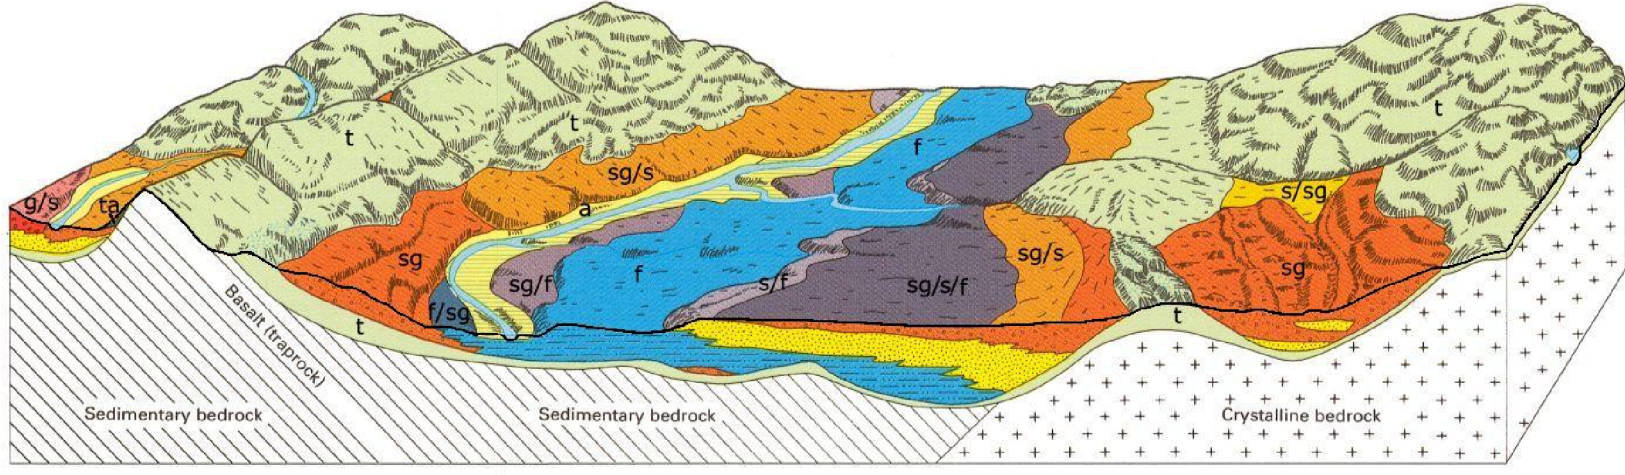 t
t
t
f
sg/s
s/sg
g/s
ta
a
sg
sg/s
sg
sg/f
f
s/f
sg/s/f
f/sg
t
t
Basalt (traprock)
Sedimentary bedrock
Sedimentary bedrock
Crystalline bedrock